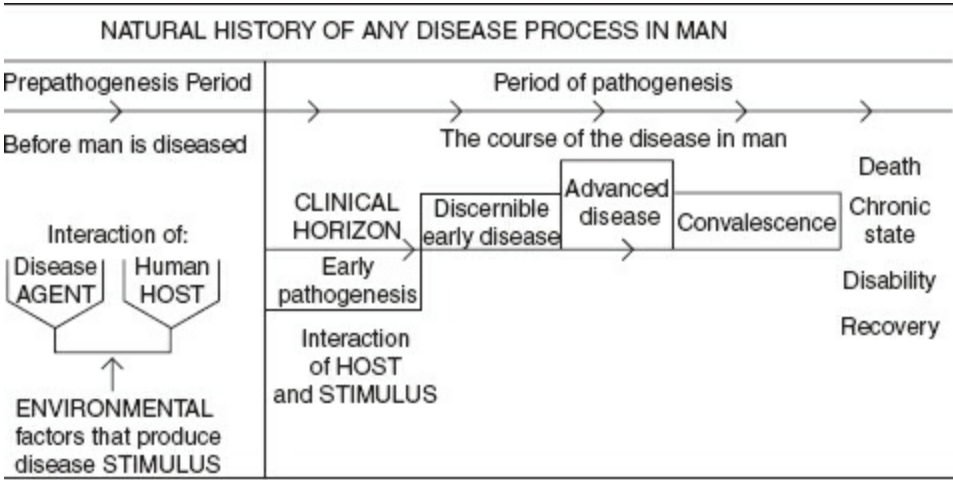 NATURAL HISTORY OF ANY DISEASE PROCESS IN MAN
Prepathogenesis Period
Period of pathogenesis
Before man is diseased
The course of the disease in man
Interaction of:
Disease
AGENT
Human
HOST
ENVIRONMENTAL
factors that produce
disease STIMULUS
CLINICAL
HORIZON
Early
pathogenesis
Interaction
of HOST
and STIMULUS
Discernible
early disease
Advanced
disease
Convalescence
Death
Chronic
state
Disability
Recovery